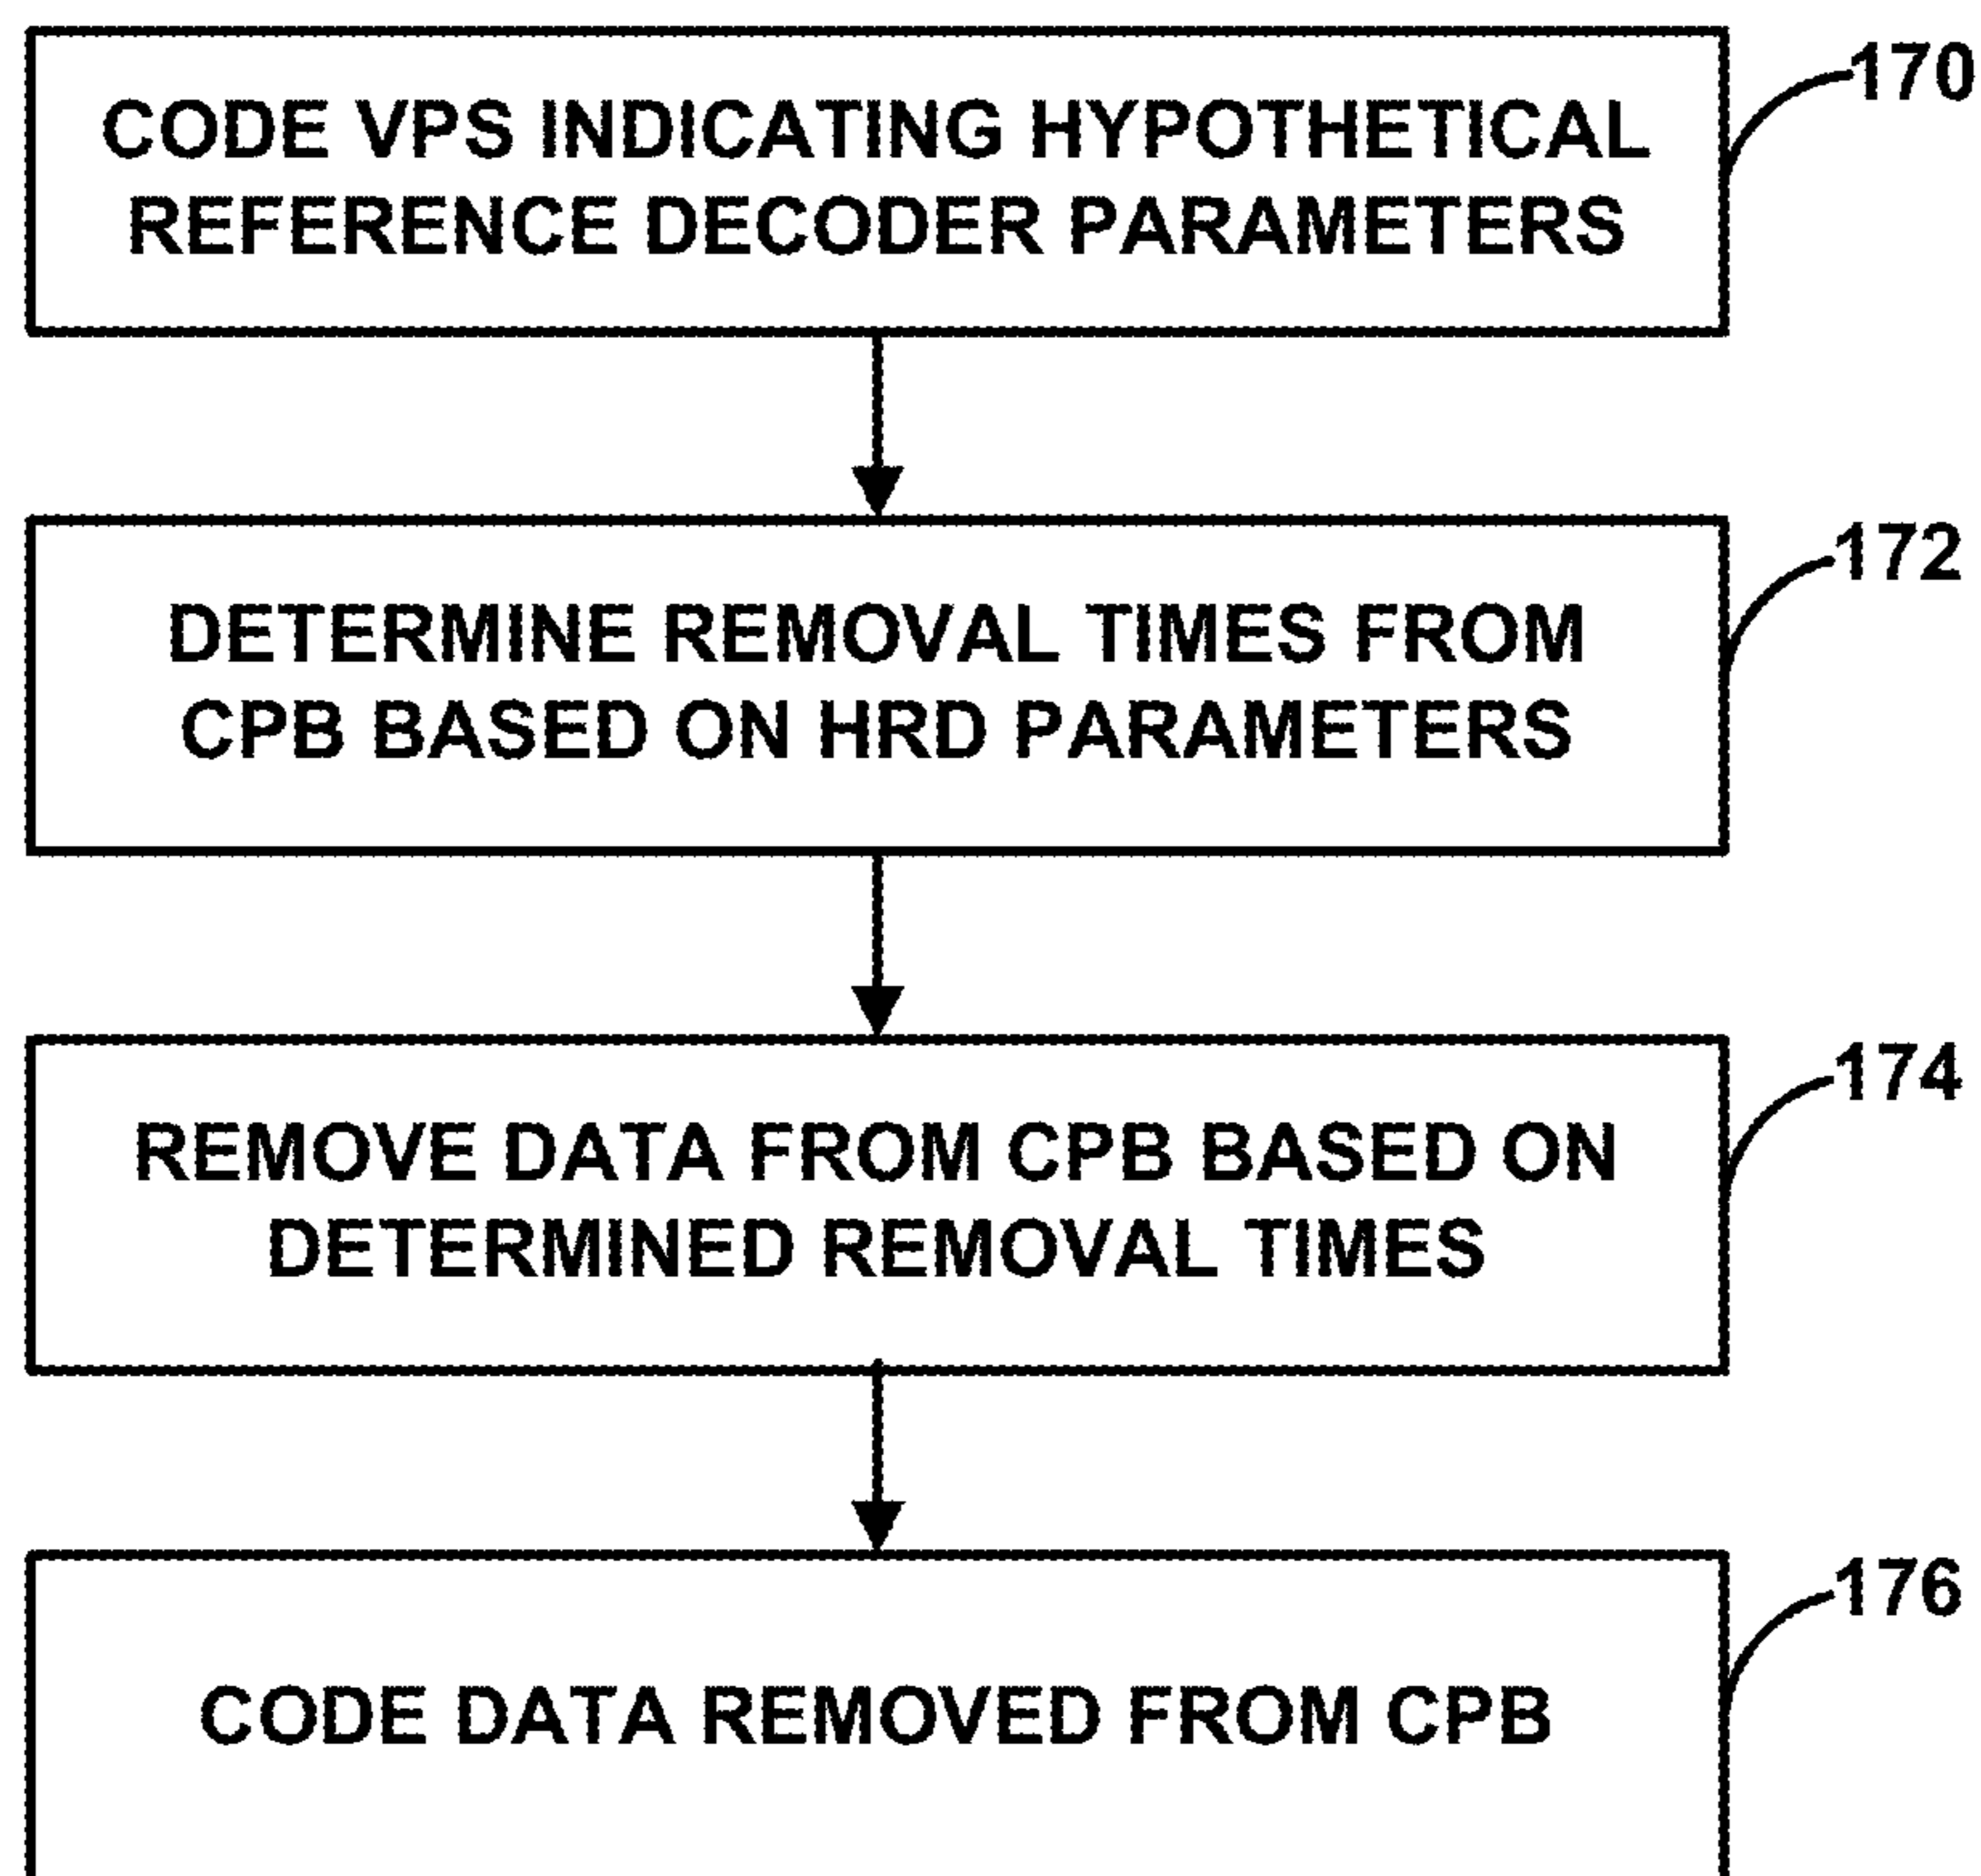 CODE VPS INDICATING HYPOTHETICAL
REFERENCE DECODER PARAMETERS
170
DETERMINE REMOVAL TIMES FROM
CPB BASED ON HRD PARAMETERS
172
REMOVE DATA FROM CPB BASED ON
DETERMINED REMOVAL TIMES
174
CODE DATA REMOVED FROM CPB
176